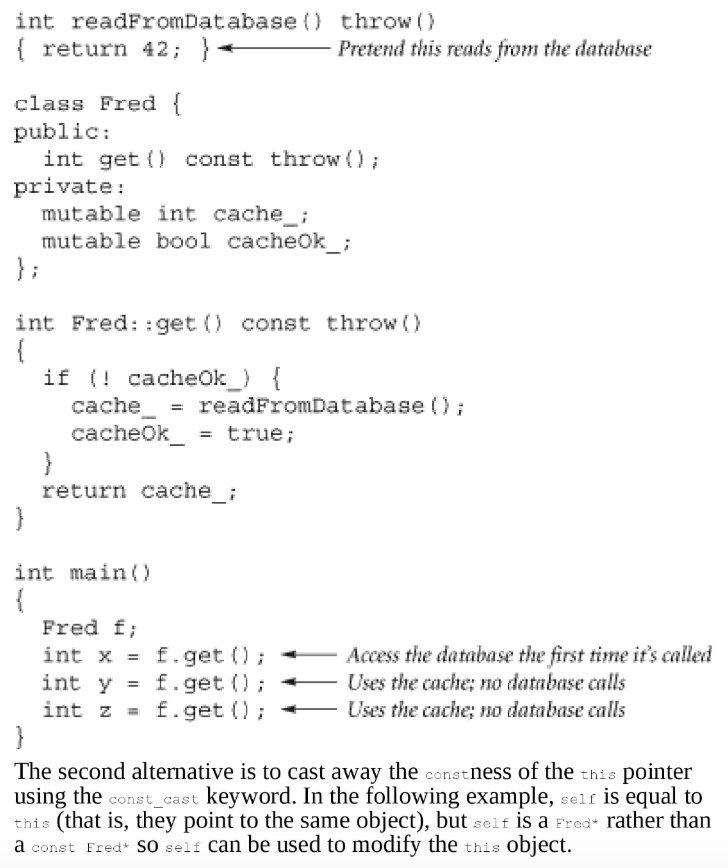 int readFromDatabase() throw()
{ return 42; } Pretend this reads from the database
class Fred {
public:
int get() const throw();
private:
mutable int cache_;
mutable bool cacheOk_;
};
int Fred::get() const throw()
{
if (! cacheOk_) {
cache_ = readFromDatabase();
cacheOk_ = true;
}
return cache_;
}
int main()
{
Fred f;
int x = f.get(); Access the database the first time it's called
int y = f.get(); Uses the cache; no database calls
int z = f.get(); Uses the cache; no database calls
}
The second alternative is to cast away the constness of the this pointer
using the const_cast keyword. In the following example, self is equal to
this (that is, they point to the same object), but self is a Fred* rather than
a const Fred* so self can be used to modify the this object.